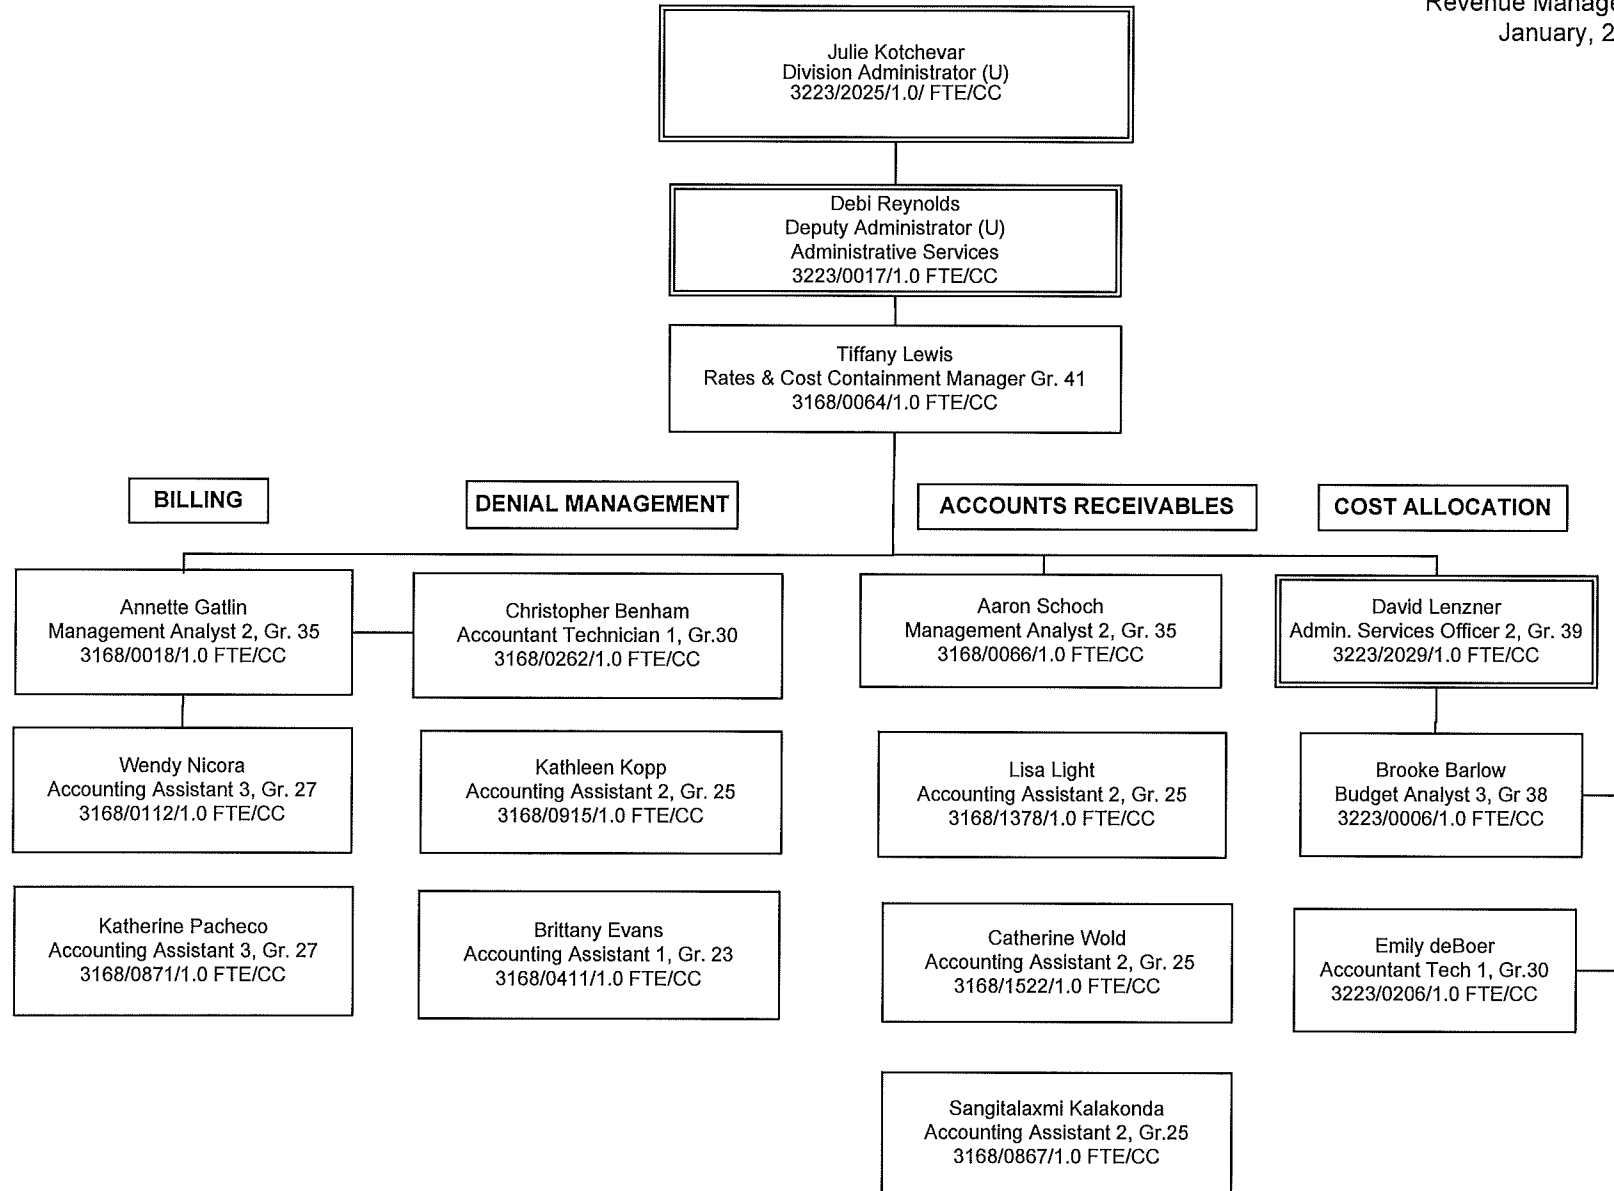 Revenue
January,
Julie Kotchevar
Division Administrator (U)
3223/2025/1.0/ FTE/CC
Debi Reynolds
Deputy Administrator (U)
Administrative Services
3223/0017/1.0 FTE/CC
Tiffany Lewis
Rates & Cost Containment Manager Gr. 41
3168/0064/1.0 FTE/CC
BILLING
DENIAL MANAGEMENT
ACCOUNTS RECEIVABLES
COST ALLOCATION
Annette Gatlin
Management Analyst 2, Gr. 35
3168/0018/1.0 FTE/CC
Christopher Benham
Accountant Technician 1, Gr.30
3168/0262/1.0 FTE/CC
Aaron Schoch
Management Analyst 2, Gr. 35
3168/0066/1.0 FTE/CC
David Lenzner
Admin. Services Officer 2, Gr. 39
3223/2029/1.0 FTE/CC
Wendy Nicora
Accounting Assistant 3, Gr. 27
3168/0112/1.0 FTE/CC
Kathleen Kopp
Accounting Assistant 2, Gr. 25
3168/0915/1.0 FTE/CC
Lisa Light
Accounting Assistant 2, Gr. 25
3168/1378/1.0 FTE/CC
Brooke Barlow
Budget Analyst 3, Gr 38
3223/0006/1.0 FTE/CC
Katherine Pacheco
Accounting Assistant 3, Gr. 27
3168/0871/1.0 FTE/CC
Brittany Evans
Accounting Assistant 1, Gr. 23
3168/0411/1.0 FTE/CC
Catherine Wold
Accounting Assistant 2, Gr. 25
3168/1522/1.0 FTE/CC
Emily deBoer
Accountant Tech 1, Gr.30
3223/0206/1.0 FTE/CC
Sangitalaxmi Kalakonda
Accounting Assistant 2, Gr.25
3168/0867/1.0 FTE/CC